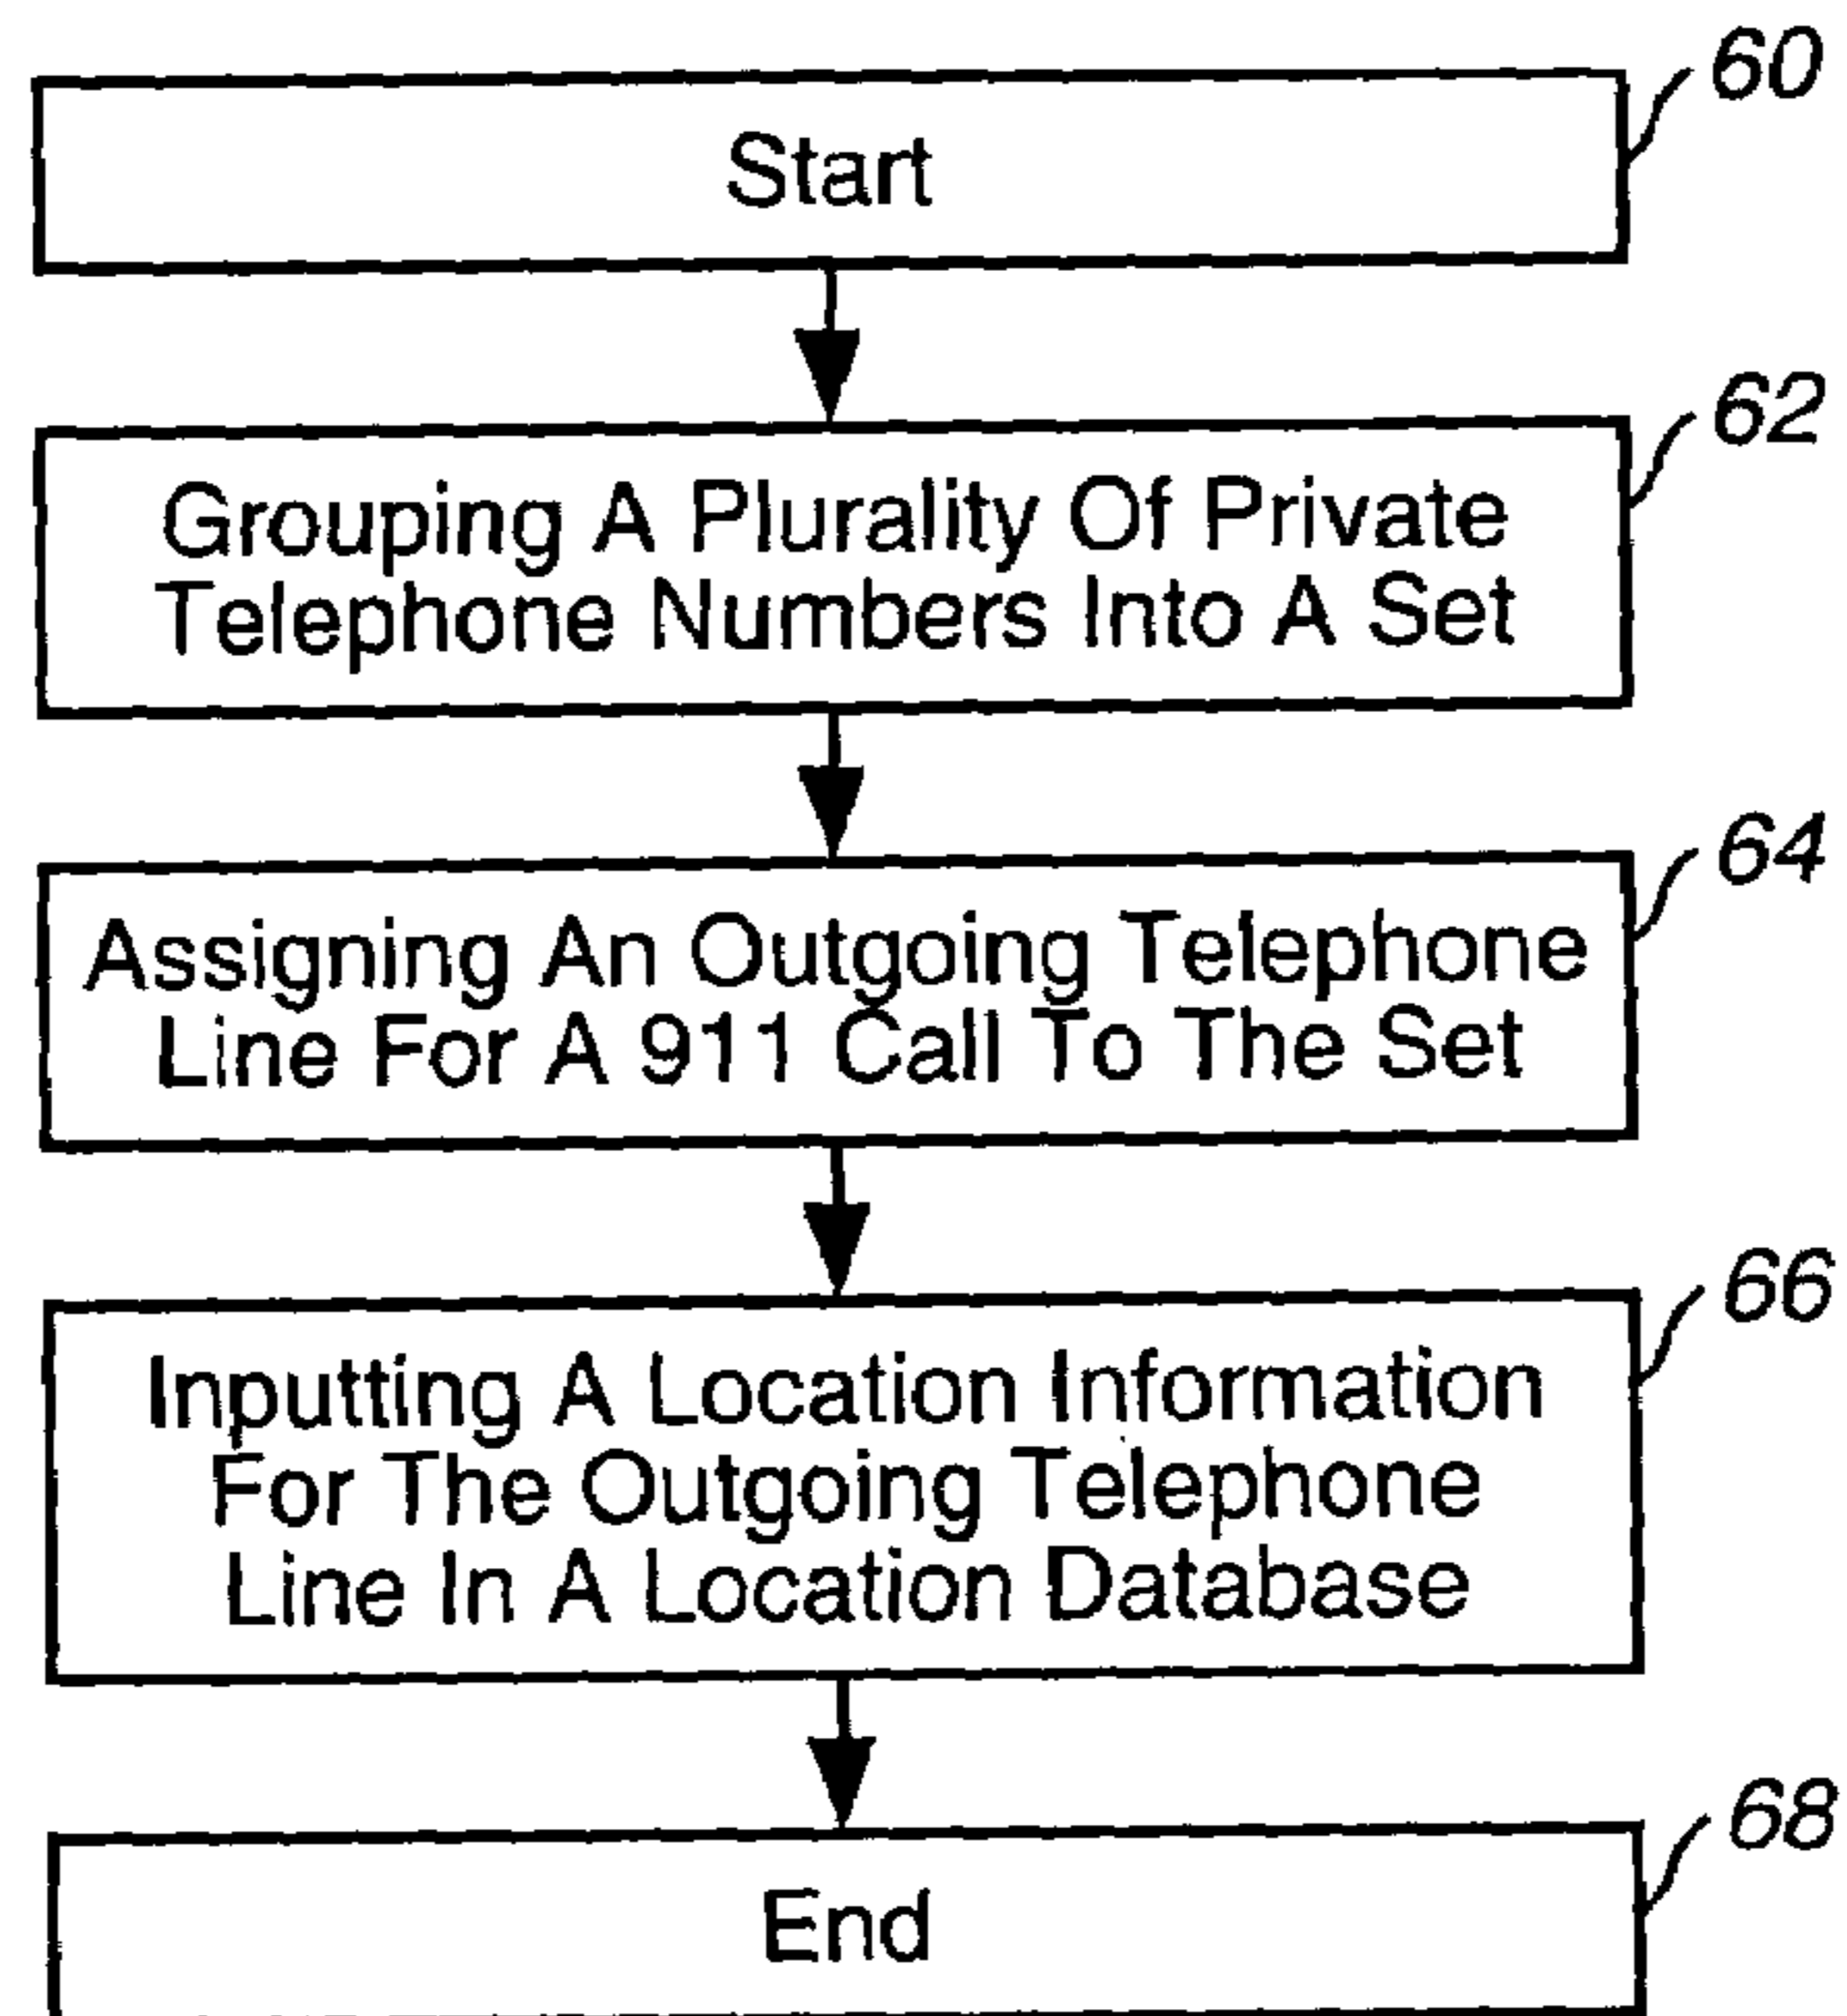 60
Start
62
Grouping A Plurality Of Private
Telephone Numbers Into A Set
64
Assigning An Outgoing Telephone
Line For A 911 Call To The Set
66
Inputting A Location Information
For The Outgoing Telephone
Line In A Location Database
68
End